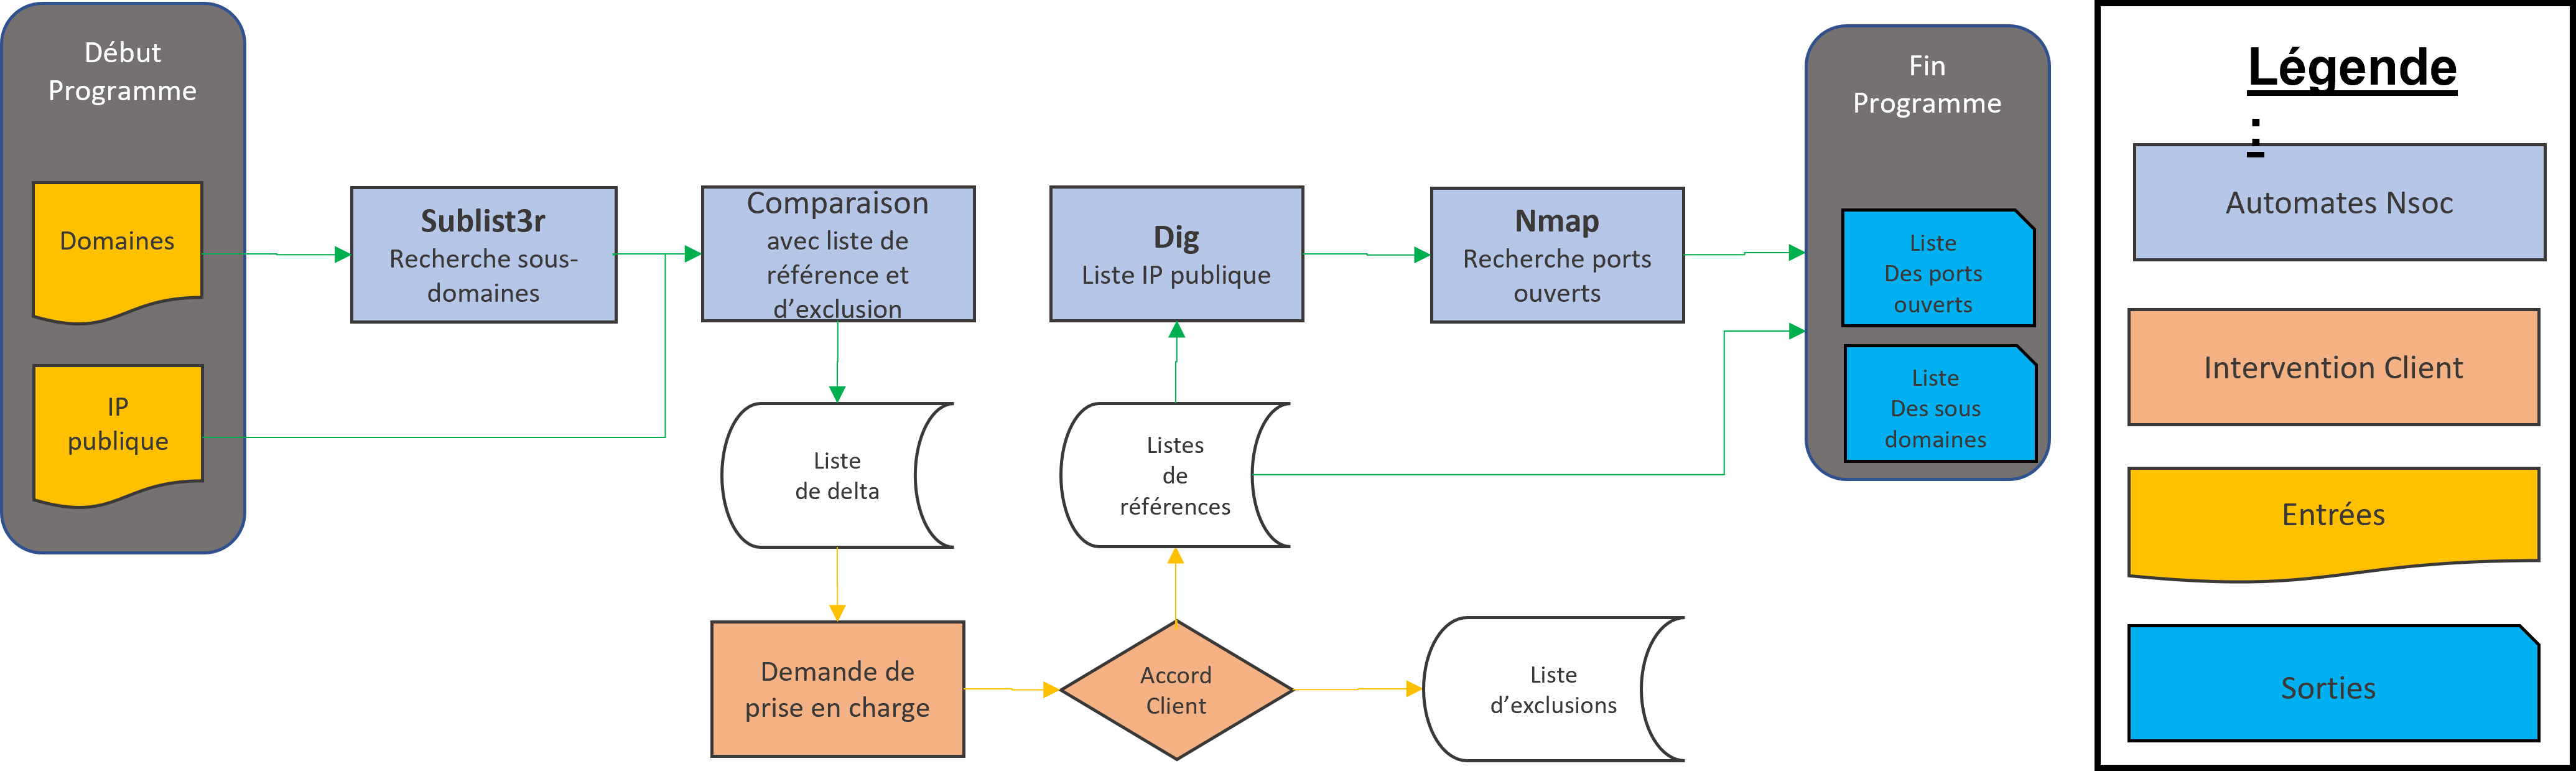 Début
Programme
Domaines
IP
publique
Sublist3r
Recherche sous-
domaines
Comparaison
avec liste de
référence et
d’exclusion
Liste
de delta
Demande de
prise en charge
Dig
Liste IP publique
Listes
de
références
Accord
Client
Nmap
Recherche ports
ouverts
Liste
d’exclusions
Fin
Programme
Liste
Des ports
ouverts
Liste
Des sous
domaines
Légende
:
Automates Nsoc
Intervention Client
Entrées
Sorties